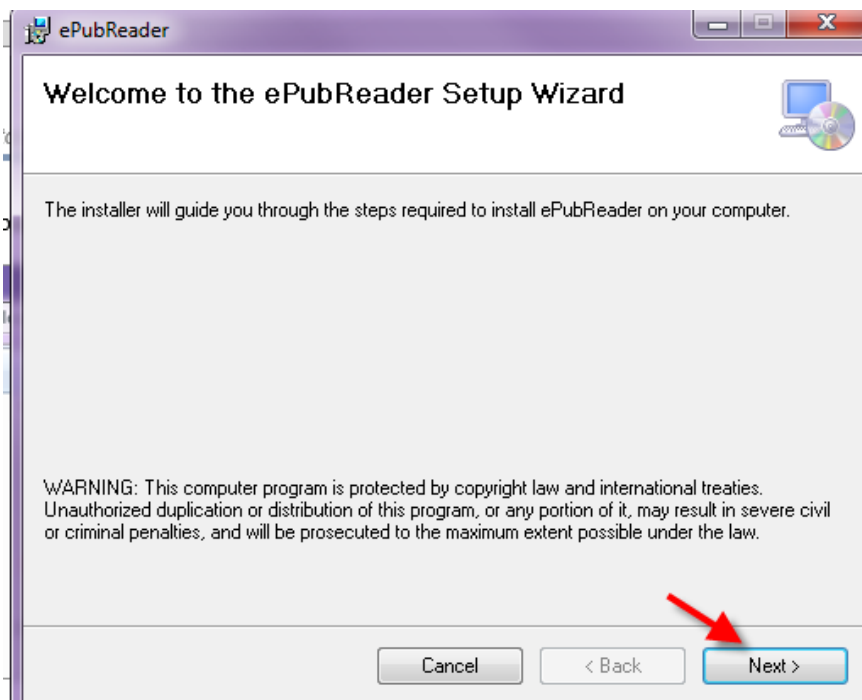 ePubReader
Welcome to the ePubReader Setup Wizard
The installer will guide you through the steps required to install ePubReader on your computer.
WARNING: This computer program is protected by copyright law and international treaties.
Unauthorized duplication or distribution of this program, or any portion of it, may result in severe civil
or criminal penalties, and will be prosecuted to the maximum extent possible under the law.
Cancel
< Back
Next >